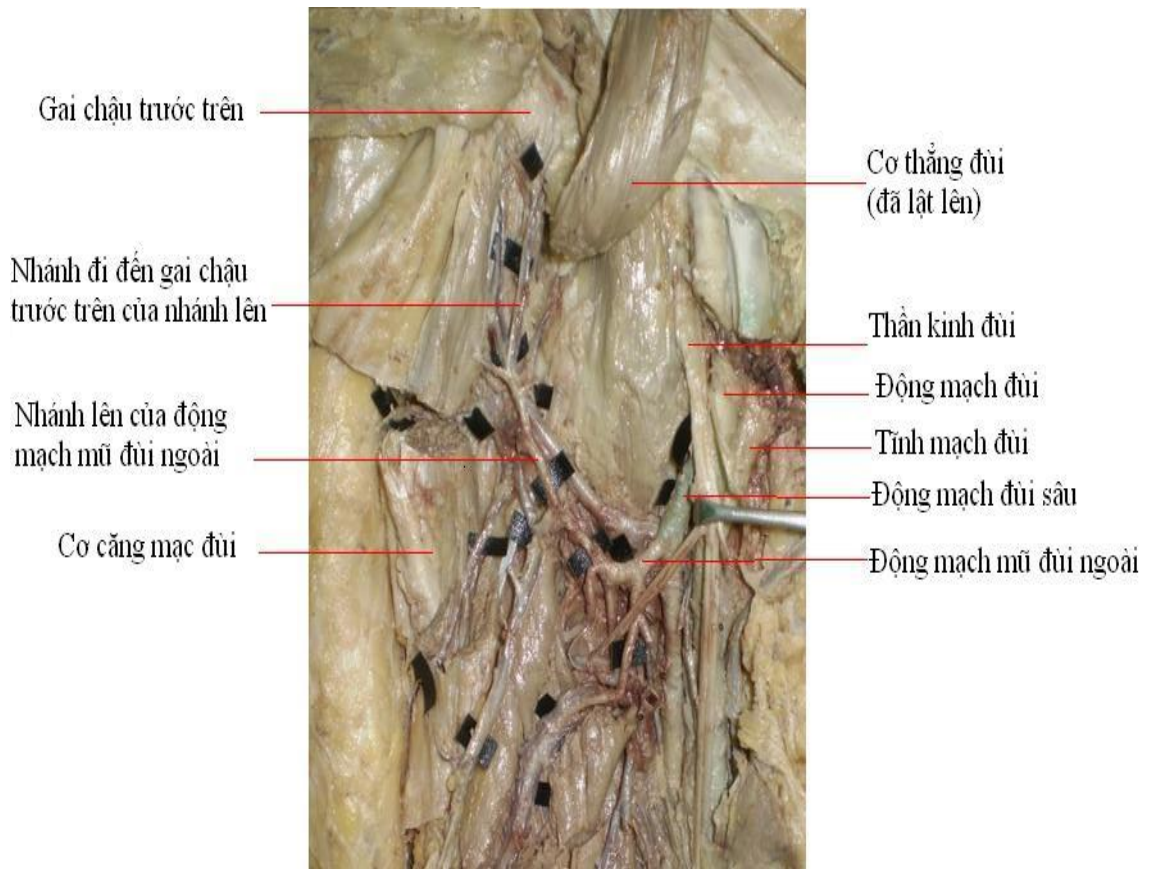 Gai chậu trước trên
Nhánh đi đến gai chậu
trước trên của nhánh lên
Nhánh lên của động
mạch mũ đùi ngoài
Cơ căng mạc đùi
Cơ thẳng đùi
(đã lật lên)
Thần kinh đùi
Động mạch đùi
Tĩnh mạch đùi
Động mạch đùi sâu
Động mạch mũ đùi ngoài